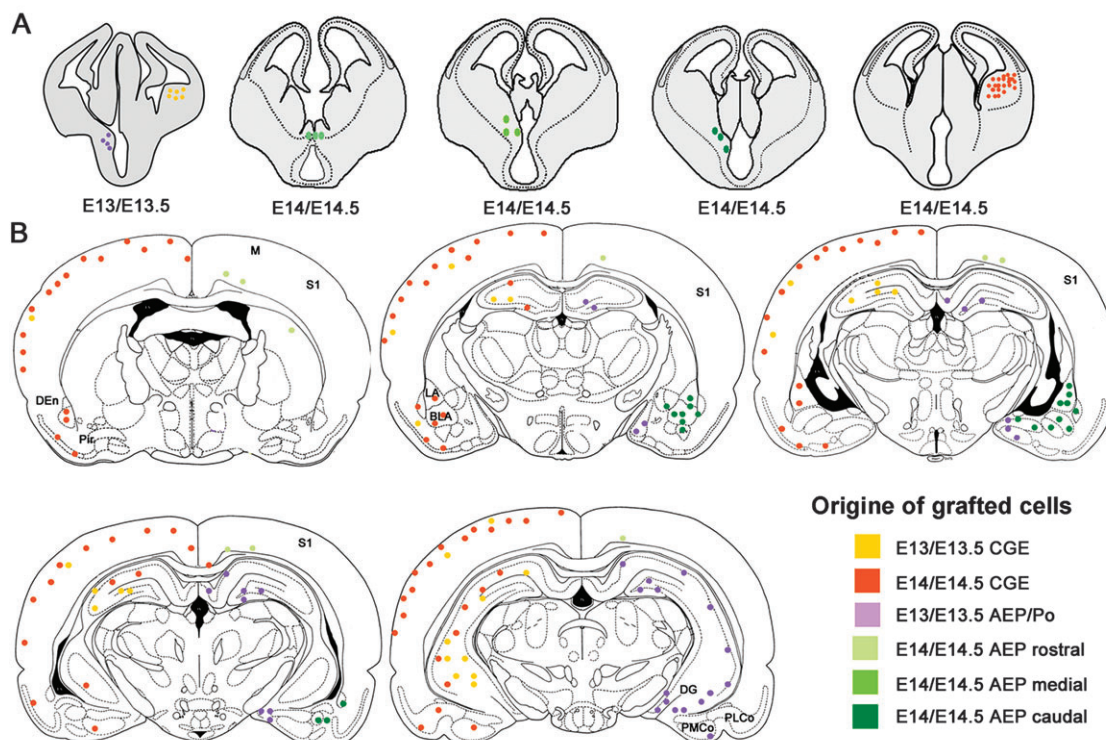 A
E13/E13.5
E14/E14.5
E14/E14.5
E14/E14.5
E14/E14.5
B
M
S1
DEn
Pir
S1
LA
BLA
S1
S1
DG
PLCo
PMCo
Origine of grafted cells
E13/E13.5 CGE
E14/E14.5 CGE
E13/E13.5 AEP/Po
E14/E14.5 AEP rostral
E14/E14.5 AEP medial
E14/E14.5 AEP caudal